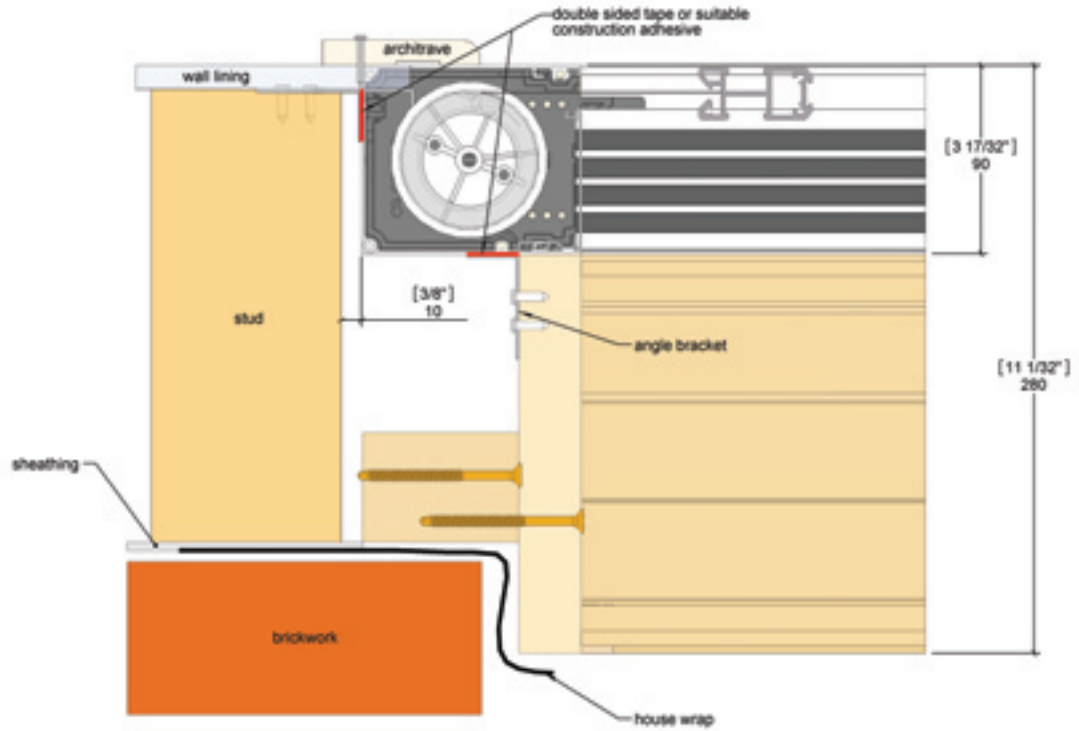 double sided tape or suitable
construction adhesive
architrave
wall lining
[3 17/32"]
90
[3/8"]
10
stud
angle bracket
[11 1/32"]
280
sheathing
brickwork
house wrap